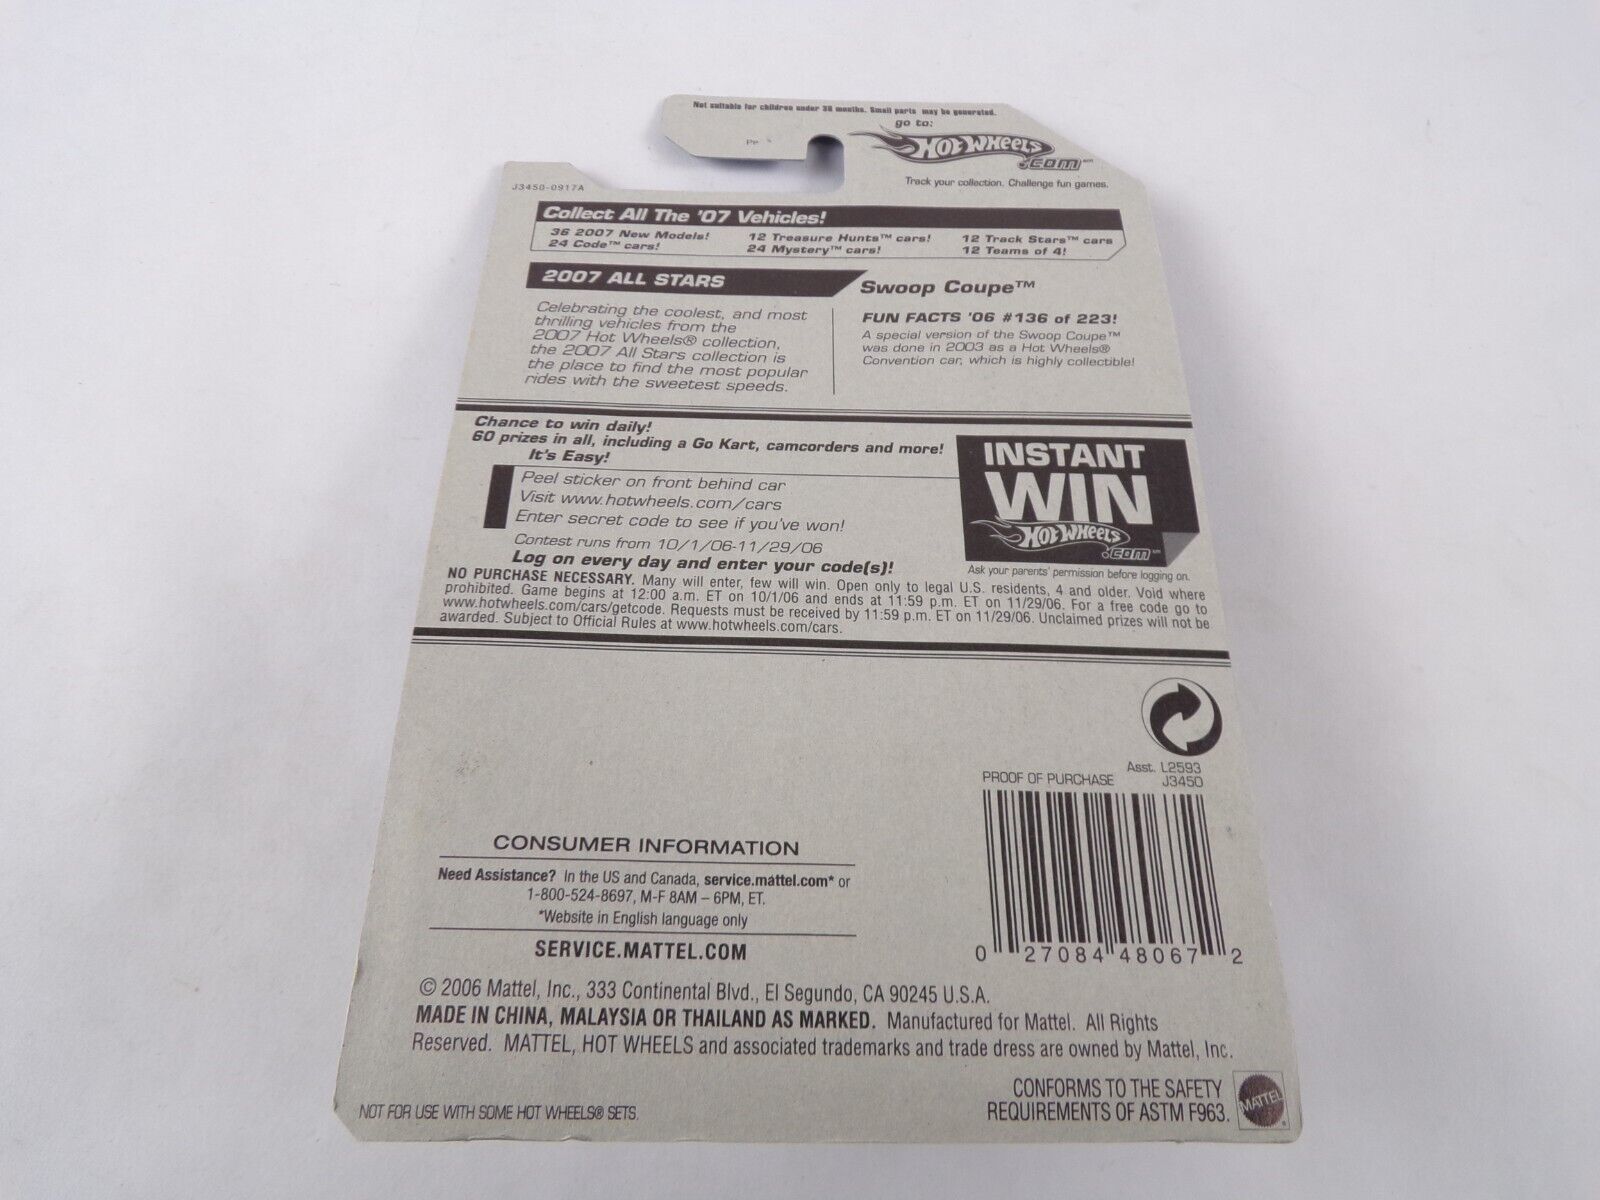 Not suitable for children under 36 months. Small parts may be generated.
go to:
HOT WHEELS
.com™
Track your collection. Challenge fun games.
J3450-0917A
Collect All The '07 Vehicles!
36 2007 New Models!
24 Code™ cars!
12 Treasure Hunts™ cars!
24 Mystery™ cars!
12 Track Stars™ cars
12 Teams of 4!
2007 ALL STARS
Celebrating the coolest, and most
thrilling vehicles from the
2007 Hot Wheels® collection,
the 2007 All Stars collection is
the place to find the most popular
rides with the sweetest speeds.
Swoop Coupe™
FUN FACTS '06 #136 of 223!
A special version of the Swoop Coupe™
was done in 2003 as a Hot Wheels®
Convention car, which is highly collectible!
Chance to win daily!
60 prizes in all, including a Go Kart, camcorders and more!
It's Easy!
Peel sticker on front behind car
Visit www.hotwheels.com/cars
Enter secret code to see if you've won!
Contest runs from 10/1/06-11/29/06
Log on every day and enter your code(s)!
INSTANT
WIN
HOT WHEELS
.com™
Ask your parents' permission before logging on.
NO PURCHASE NECESSARY. Many will enter, few will win. Open only to legal U.S. residents, 4 and older. Void where
prohibited. Game begins at 12:00 a.m. ET on 10/1/06 and ends at 11:59 p.m. ET on 11/29/06. For a free code go to
www.hotwheels.com/cars/getcode. Requests must be received by 11:59 p.m. ET on 11/29/06. Unclaimed prizes will not be
awarded. Subject to Official Rules at www.hotwheels.com/cars.
Asst. L2593
PROOF OF PURCHASE J3450
0 27084 48067 2
CONSUMER INFORMATION
Need Assistance? In the US and Canada, service.mattel.com* or
1-800-524-8697, M-F 8AM – 6PM, ET.
*Website in English language only
SERVICE.MATTEL.COM
© 2006 Mattel, Inc., 333 Continental Blvd., El Segundo, CA 90245 U.S.A.
MADE IN CHINA, MALAYSIA OR THAILAND AS MARKED. Manufactured for Mattel. All Rights
Reserved. MATTEL, HOT WHEELS and associated trademarks and trade dress are owned by Mattel, Inc.
CONFORMS TO THE SAFETY
REQUIREMENTS OF ASTM F963.
MATTEL
®
NOT FOR USE WITH SOME HOT WHEELS® SETS.